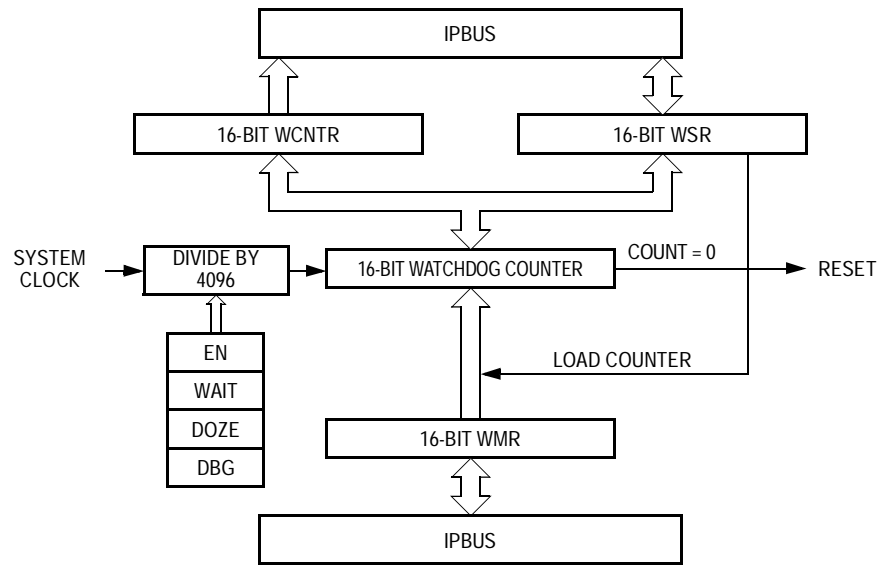 IPBUS
16-BIT WCNTR
16-BIT WSR
SYSTEM
CLOCK
DIVIDE BY
4096
16-BIT WATCHDOG COUNTER
COUNT = 0
RESET
EN
WAIT
DOZE
DBG
LOAD COUNTER
16-BIT WMR
IPBUS